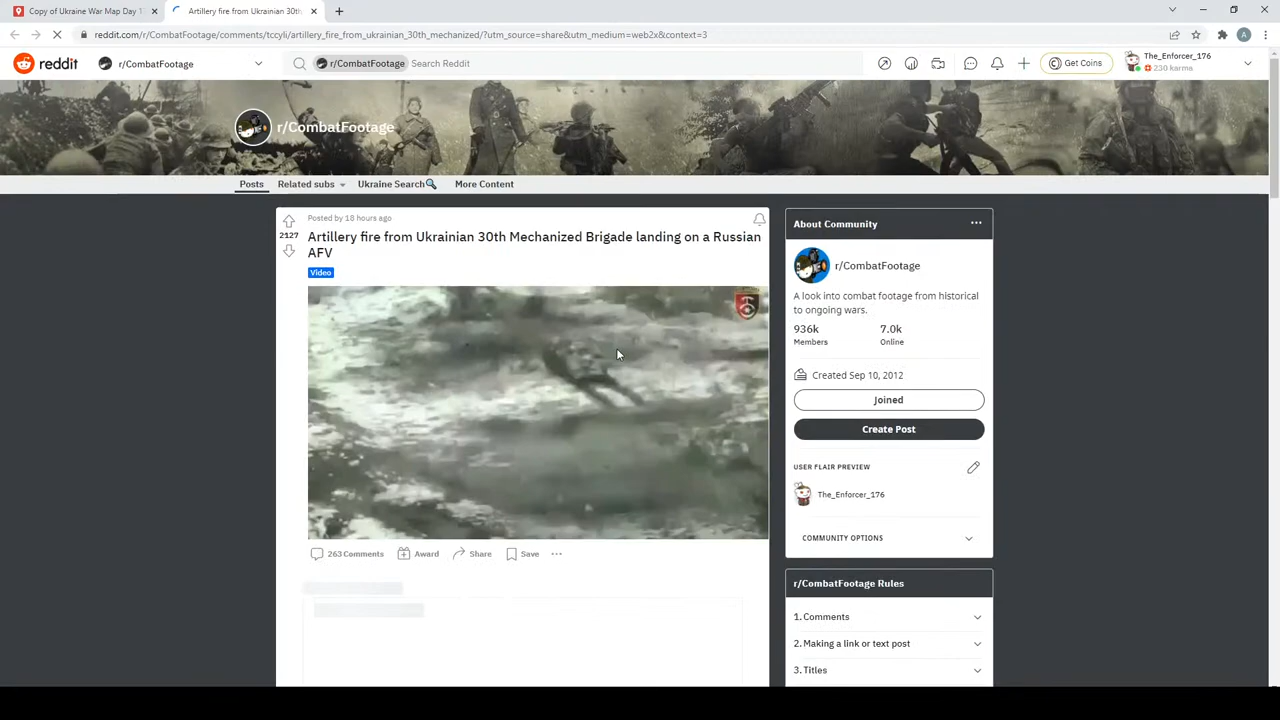 Copy of Ukraine War Map Day 1
Artillery fire from Ukrainian 30th
reddit.com/r/CombatFootage/comments/tccyli/artillery_fire_from_ukrainian_30th_mechanized/?utm_source=share&utm_medium=web2x&context=3
A
reddit
r/CombatFootage
r/CombatFootage
Search Reddit
Get Coins
The_Enforcer_176
230 karma
r/CombatFootage
Posts
Related subs
Ukraine Search
More Content
Posted by 18 hours ago
2127
Artillery fire from Ukrainian 30th Mechanized Brigade landing on a Russian
AFV
Video
263 Comments
Award
Share
Save
About Community
r/CombatFootage
A look into combat footage from historical
to ongoing wars.
936k
7.0k
Members
Online
Created Sep 10, 2012
Joined
Create Post
USER FLAIR PREVIEW
The_Enforcer_176
COMMUNITY OPTIONS
r/CombatFootage Rules
1. Comments
2. Making a link or text post
3. Titles